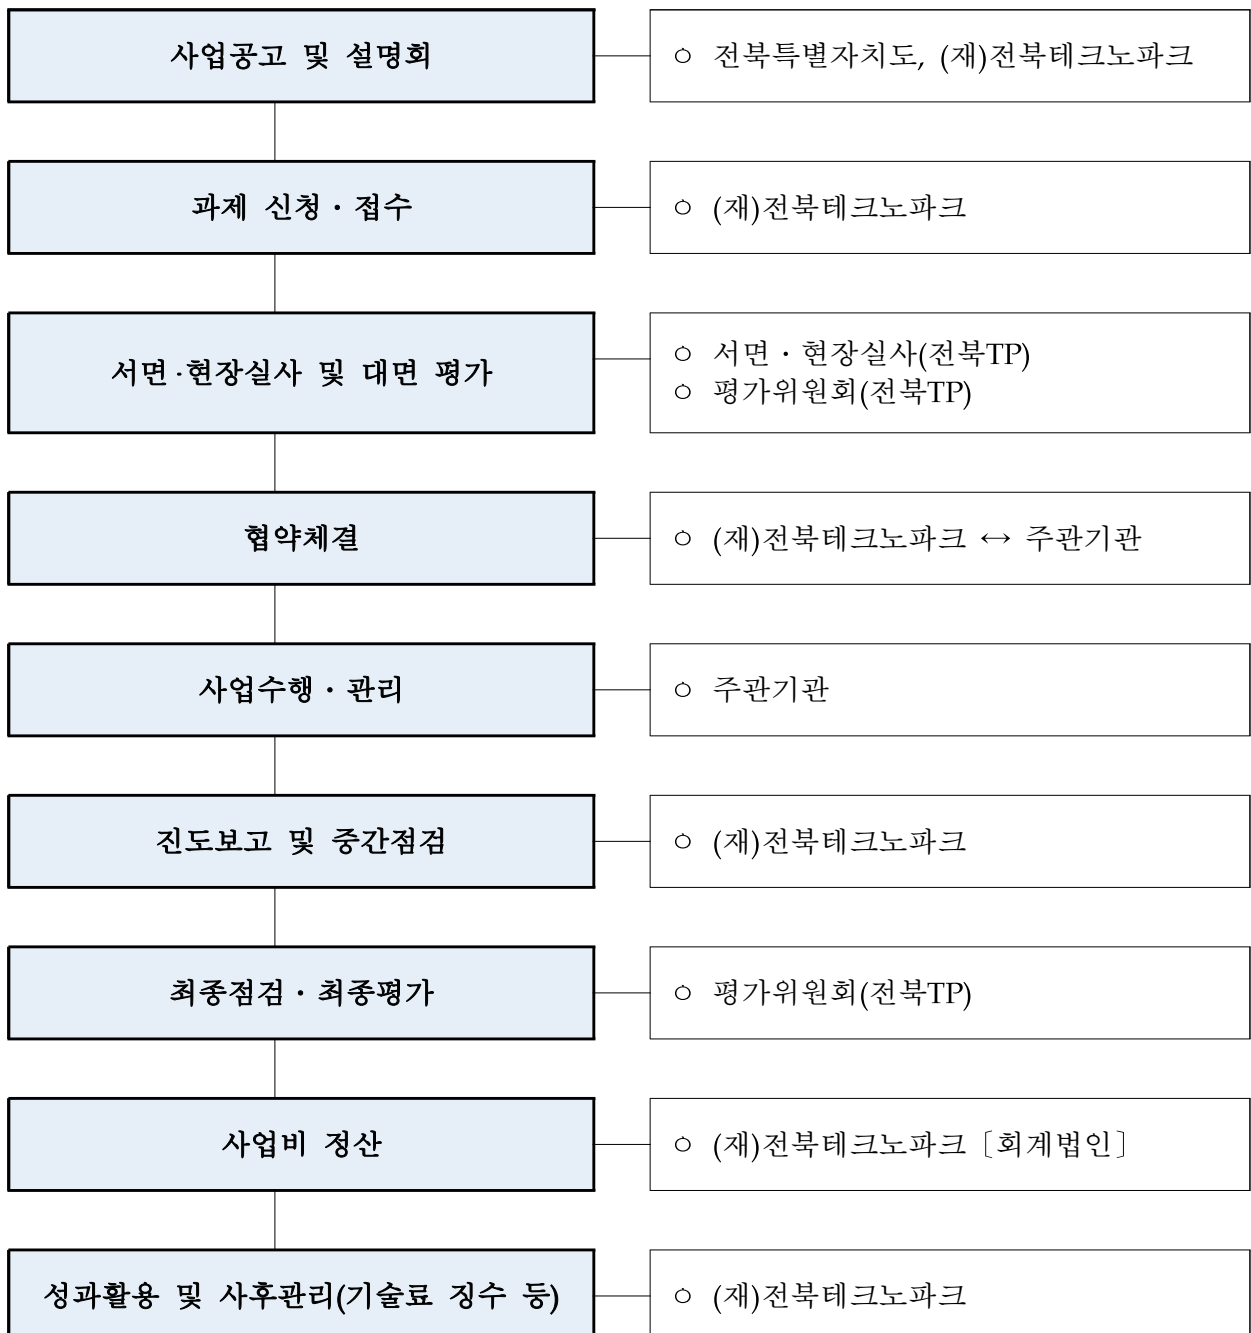 사업공고 및 설명회
○ 전북특별자치도, (재)전북테크노파크
과제 신청·접수
○ (재)전북테크노파크
서면·현장실사 및 대면 평가
○ 서면·현장실사(전북TP)
○ 평가위원회(전북TP)
협약체결
○ (재)전북테크노파크 ↔ 주관기관
사업수행·관리
○ 주관기관
진도보고 및 중간점검
○ (재)전북테크노파크
최종점검·최종평가
○ 평가위원회(전북TP)
사업비 정산
○ (재)전북테크노파크 [회계법인]
성과활용 및 사후관리(기술료 징수 등)
○ (재)전북테크노파크